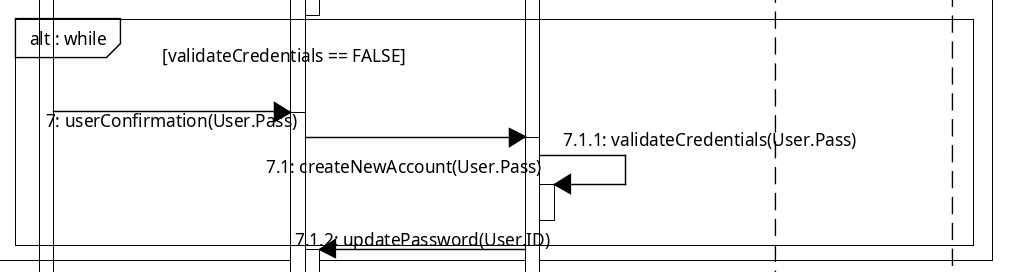 alt : while
[validateCredentials == FALSE]
7: userConfirmation(User.Pass)
7.1.1: validateCredentials(User.Pass)
7.1: createNewAccount(User.Pass)
7.1.2: updatePassword(User.ID)